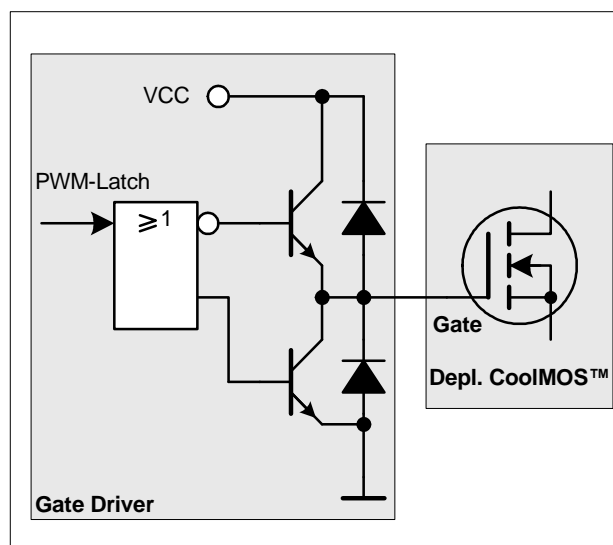 VCC
PWM-Latch
≥1
Gate
Depl. CoolMOS™
Gate Driver